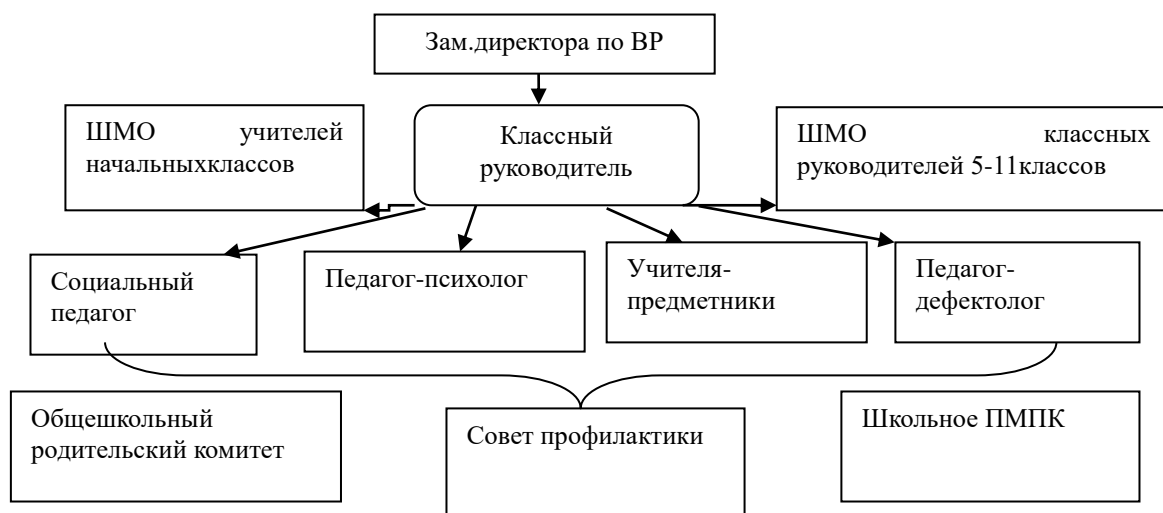 Зам.директора по ВР
ШМО учителей
начальныхклассов
Классный
руководитель
ШМО классных
руководителей 5-11классов
Социальный
педагог
Педагог-психолог
Учителя-
предметники
Педагог-
дефектолог
Общешкольный
родительский комитет
Совет профилактики
Школьное ПМПК